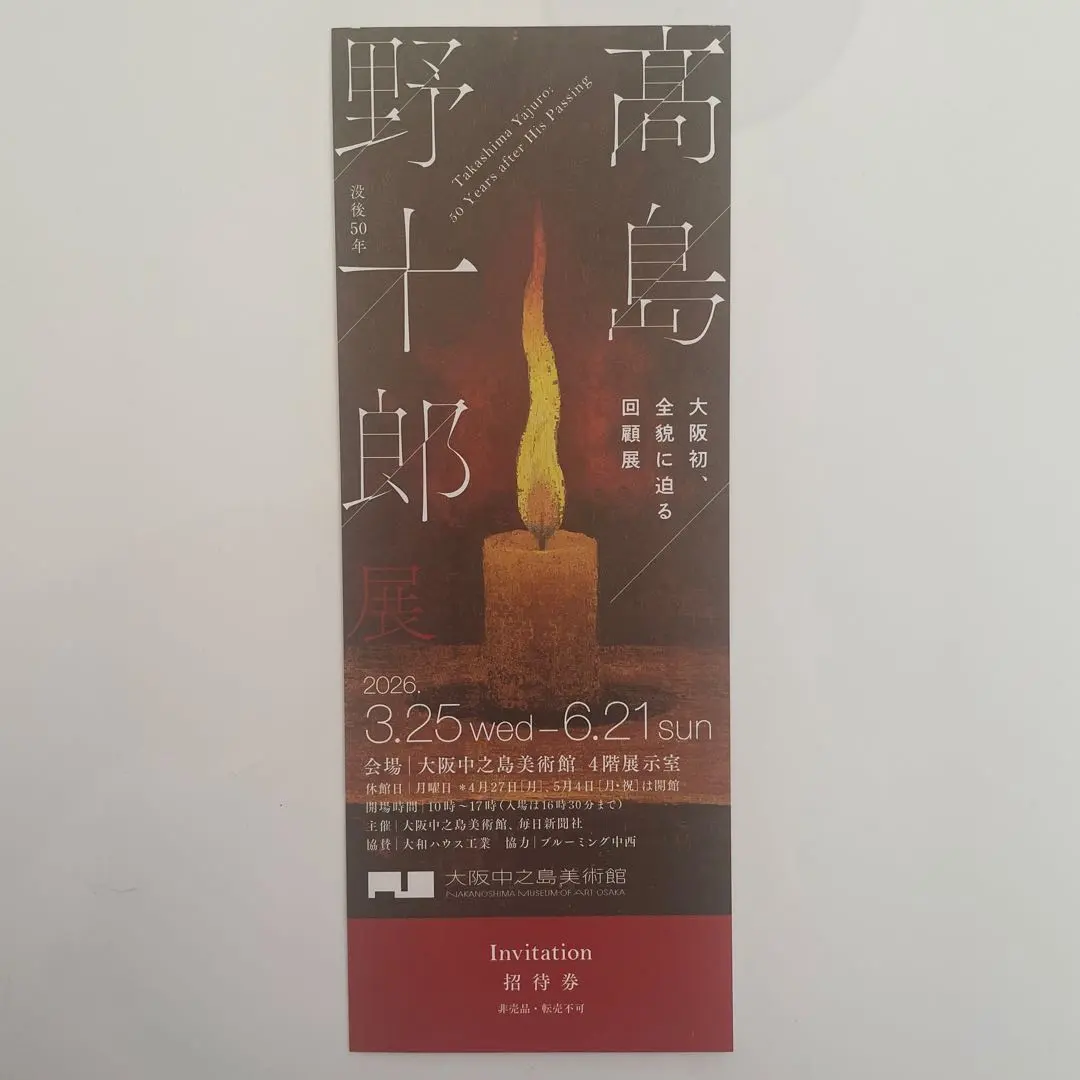 髙島
野十郎
展
Takashima Yajuro:
50 Years after His Passing
没後50年
大阪初、
全貌に迫る
回顧展
2026.
3.25 wed – 6.21 sun
会場|大阪中之島美術館 4階展示室
休館日|月曜日 *4月27日[月]、5月4日[月・祝]は開館
開場時間|10時～17時(入場は16時30分まで)
主催|大阪中之島美術館、毎日新聞社
協賛|大和ハウス工業 協力|ブルーミング中西
大阪中之島美術館
NAKANOSHIMA MUSEUM OF ART, OSAKA
Invitation
招待券
非売品・転売不可